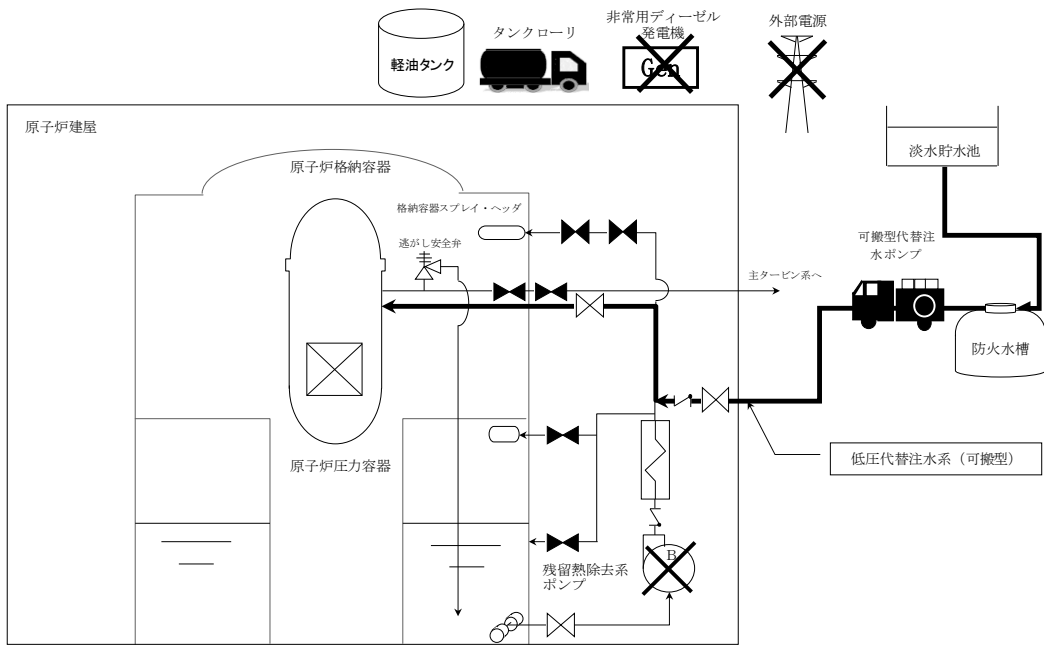 非常用ディーゼル
発電機
外部電源
タンクローリ
軽油タンク
Gen
原子炉建屋
原子炉格納容器
淡水貯水池
格納容器スプレイ・ヘッダ
逃がし安全弁
可搬型代替注
水ポンプ
主タービン系へ
防火水槽
低圧代替注水系（可搬型）
原子炉圧力容器
B
残留熱除去系
ポンプ